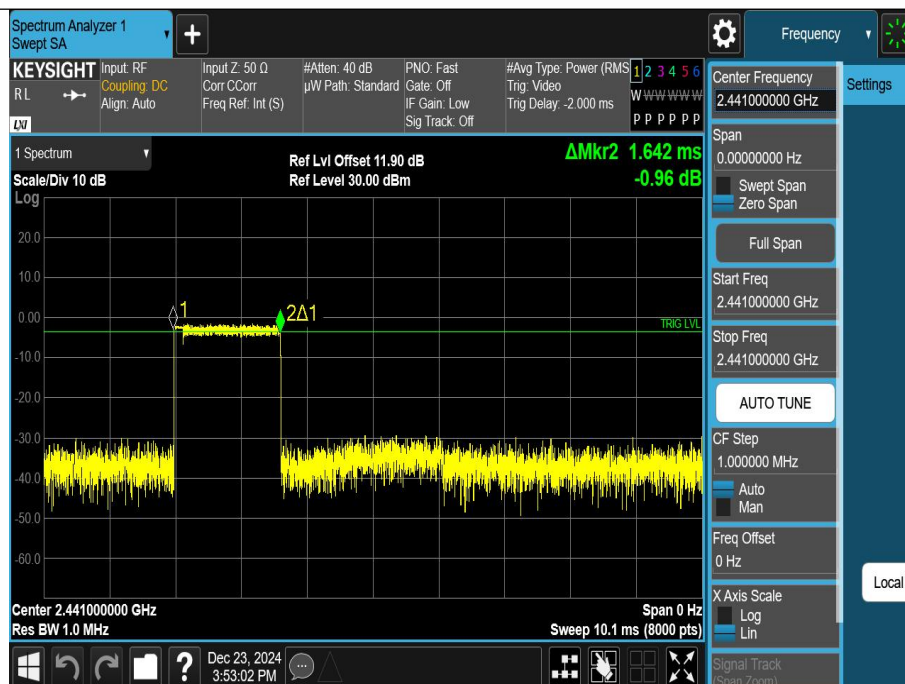 Spectrum Analyzer 1
Swept SA
+
Frequency
KEYSIGHT
RL
LXI
Input: RF
Coupling: DC
Align: Auto
Input Z: 50 Ω
Corr CCorr
Freq Ref: Int (S)
#Atten: 40 dB
µW Path: Standard
PNO: Fast
Gate: Off
IF Gain: Low
Sig Track: Off
#Avg Type: Power (RMS
Trig: Video
Trig Delay: -2.000 ms
1 2 3 4 5 6
W W W W W W
P P P P P P
Center Frequency
2.441000000 GHz
Settings
Span
0.00000000 Hz
Swept Span
Zero Span
Full Span
Start Freq
2.441000000 GHz
Stop Freq
2.441000000 GHz
AUTO TUNE
CF Step
1.000000 MHz
Auto
Man
Freq Offset
0 Hz
X Axis Scale
Log
Lin
Signal Track
(Span Zoom)
Local
1 Spectrum
Scale/Div 10 dB
Log
Ref Lvl Offset 11.90 dB
Ref Level 30.00 dBm
ΔMkr2 1.642 ms
-0.96 dB
20.0
10.0
0.00
-10.0
-20.0
-30.0
-40.0
-50.0
-60.0
1
2Δ1
TRIG LVL
Center 2.441000000 GHz
Res BW 1.0 MHz
Span 0 Hz
Sweep 10.1 ms (8000 pts)
?
Dec 23, 2024
3:53:02 PM